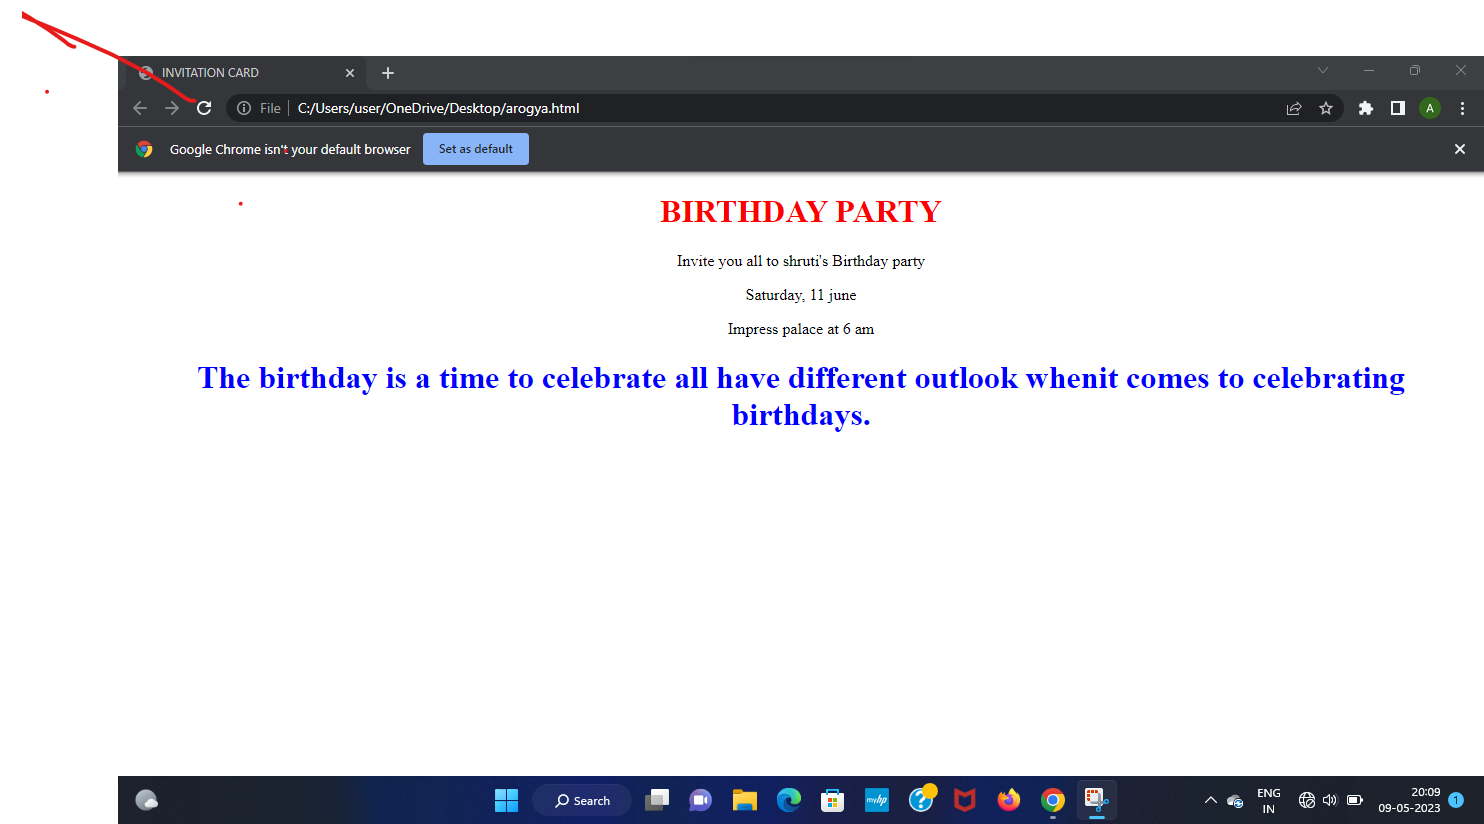 INVITATION CARD
File C:/Users/user/OneDrive/Desktop/arogya.html
A
Google Chrome isn't your default browser Set as default
BIRTHDAY PARTY
Invite you all to shruti's Birthday party
Saturday, 11 june
Impress palace at 6 am
The birthday is a time to celebrate all have different outlook whenit comes to celebrating
birthdays.
Search
myhp
ENG
IN
20:09
09-05-2023
1